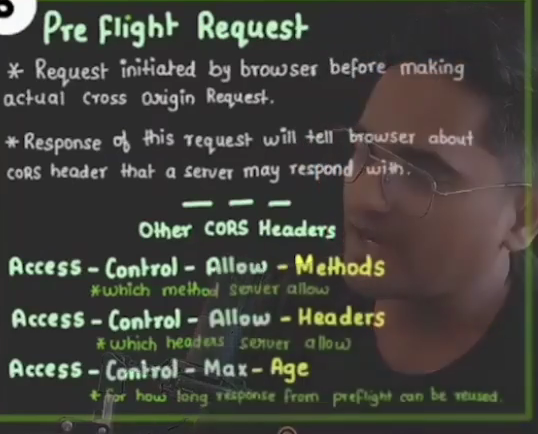 Pre Flight Request
* Request initiated by browser before making
actual Cross Origin Request.
* Response of this request will tell browser about
CORS header that a server may respond with.
Other CORS Headers
Access - Control - Allow - Methods
*which method server allow
Access - Control - Allow - Headers
* which headers server allow
Access - Control - Max - Age
* for how long response from preflight can be reused.